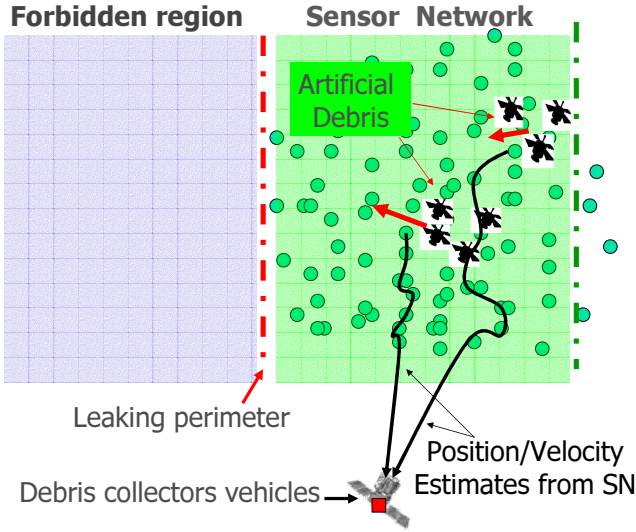 Forbidden region
Sensor Network
Artificial
Debris
Leaking perimeter
Position/Velocity
Estimates from SN
Debris collectors vehicles